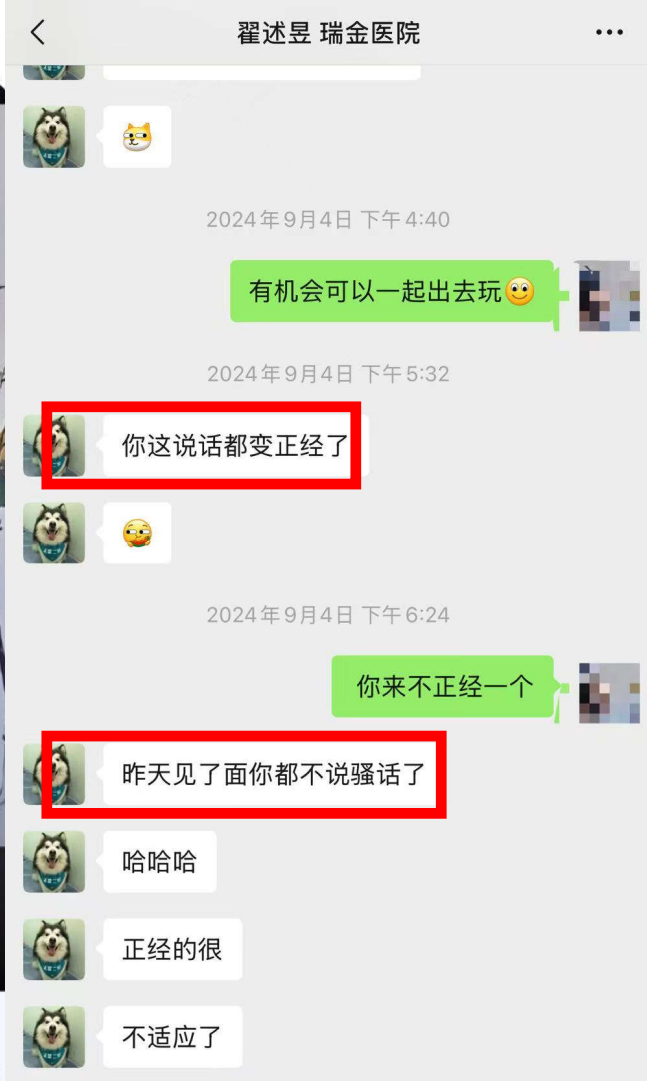 翟述昱 瑞金医院
2024年9月4日 下午4:40
有机会可以一起出去玩
2024年9月4日 下午5:32
你这说话都变正经了
2024年9月4日 下午6:24
你来不正经一个
昨天见了面你都不说骚话了
哈哈哈
正经的很
不适应了